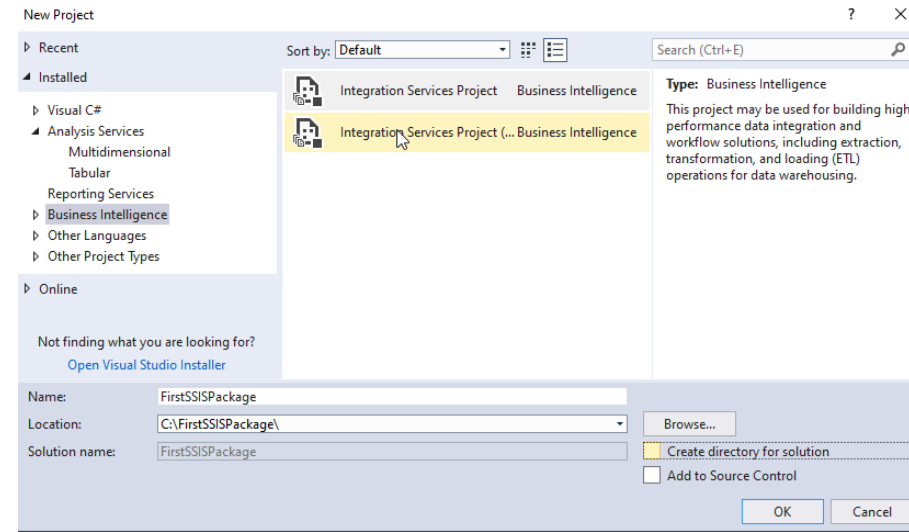 New Project
?
Recent
Installed
Visual C#
Analysis Services
Multidimensional
Tabular
Reporting Services
Business Intelligence
Other Languages
Other Project Types
Online
Not finding what you are looking for?
Open Visual Studio Installer
Sort by: Default
Integration Services Project Business Intelligence
Integration Services Project (... Business Intelligence
Search (Ctrl+E)
Type: Business Intelligence
This project may be used for building high
performance data integration and
workflow solutions, including extraction,
transformation, and loading (ETL)
operations for data warehousing.
Name: FirstSSISPackage
Location: C:\FirstSSISPackage\ Browse...
Solution name: FirstSSISPackage Create directory for solution
Add to Source Control
OK Cancel